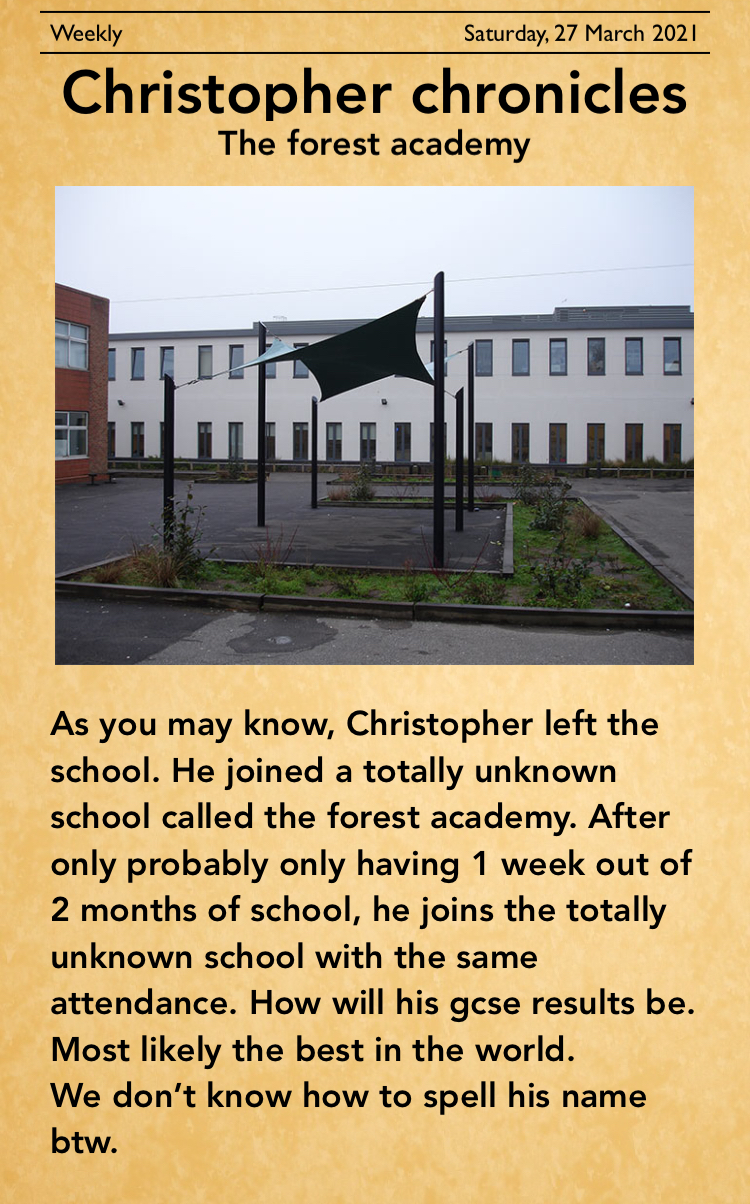 Weekly Saturday, 27 March 2021
Christopher chronicles
The forest academy
As you may know, Christopher left the
school. He joined a totally unknown
school called the forest academy. After
only probably only having 1 week out of
2 months of school, he joins the totally
unknown school with the same
attendance. How will his gcse results be.
Most likely the best in the world.
We don’t know how to spell his name
btw.